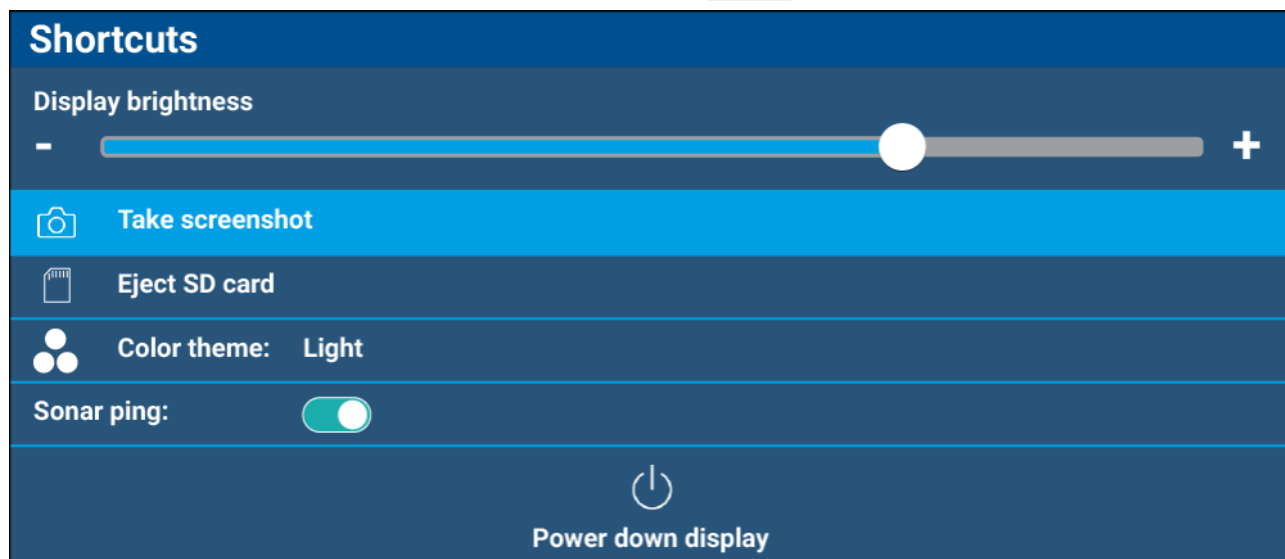 Shortcuts
Display brightness
- +
Take screenshot
Eject SD card
Color theme: Light
Sonar ping:
Power down display